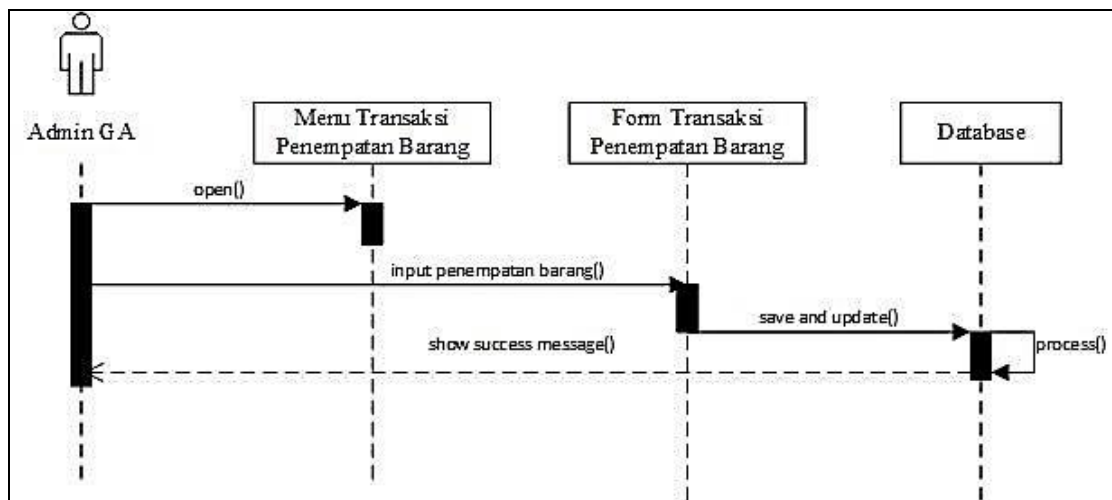 Admin GA
Menu Transaksi
Penempatan Barang
Form Transaksi
Penempatan Barang
Database
open()
input penempatan barang()
save and update()
show success message()
process()